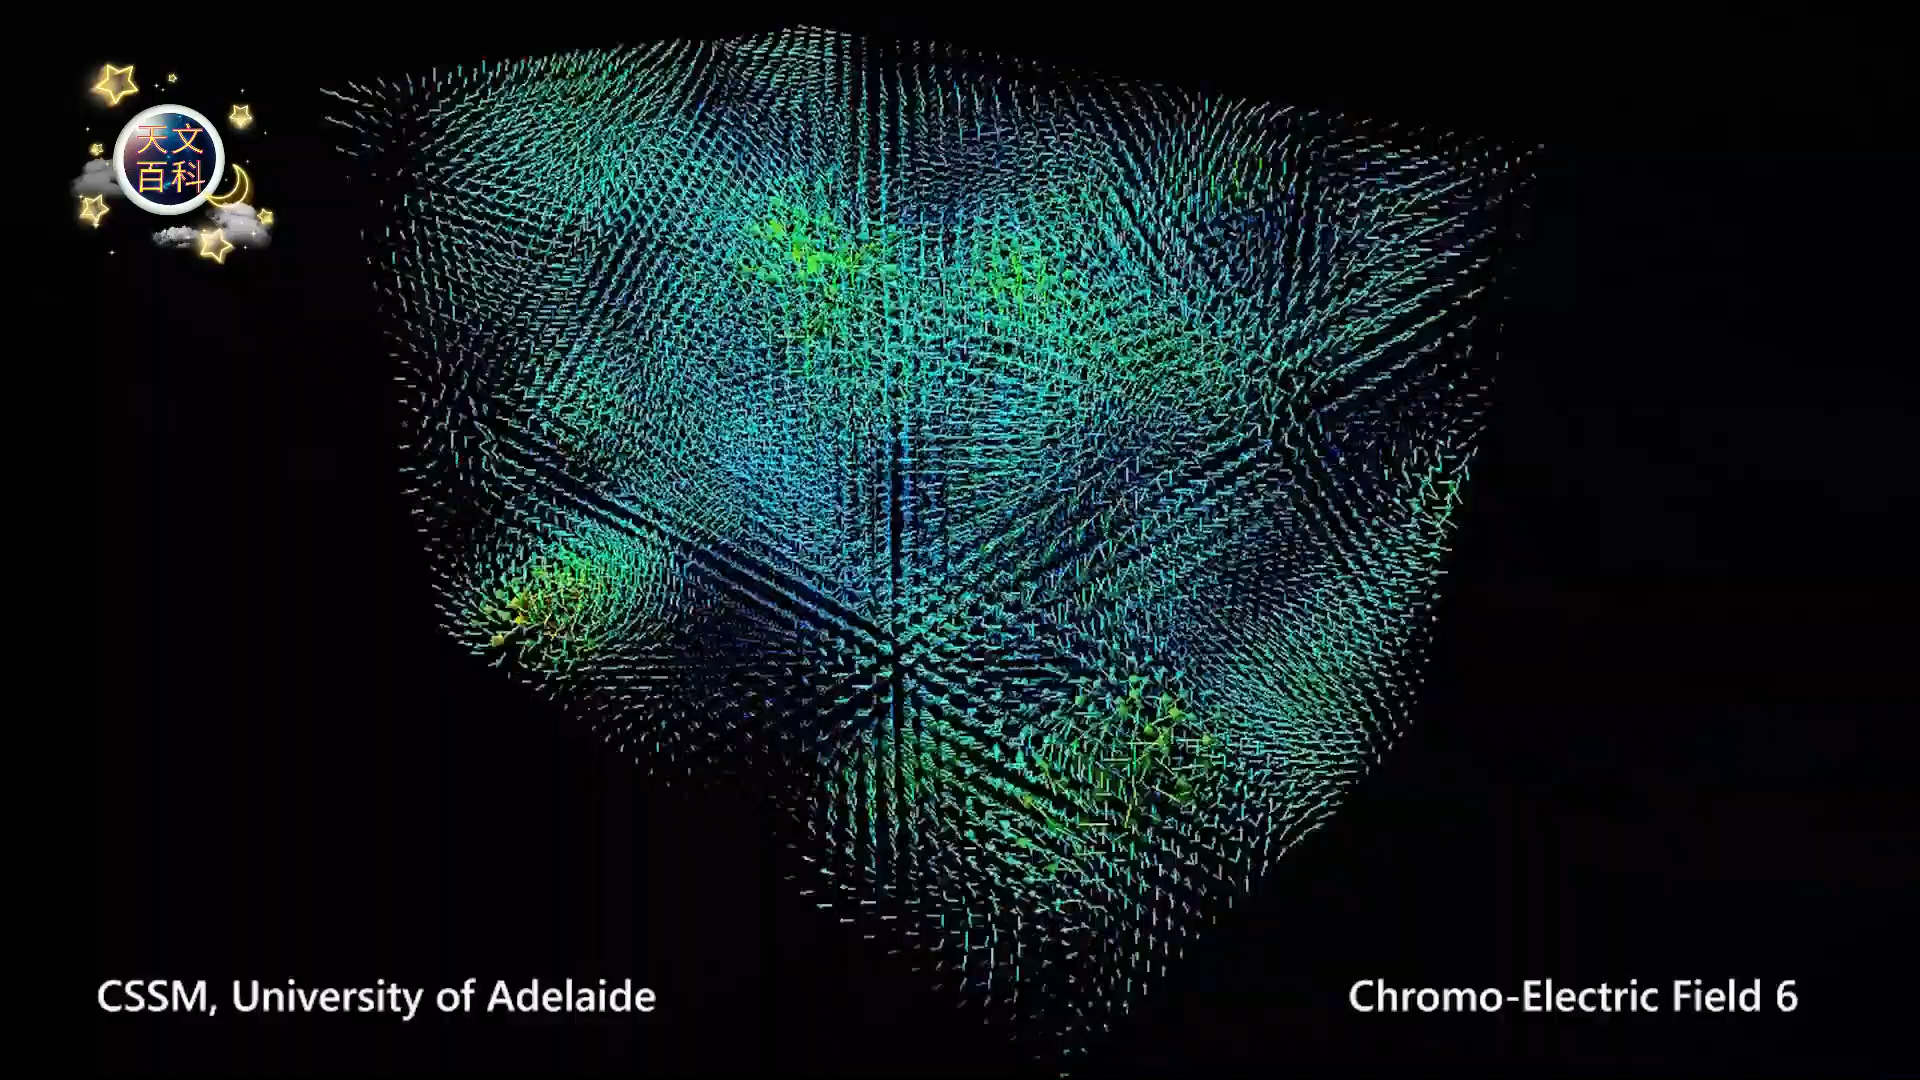 天文
百科
CSSM, University of Adelaide
Chromo-Electric Field 6